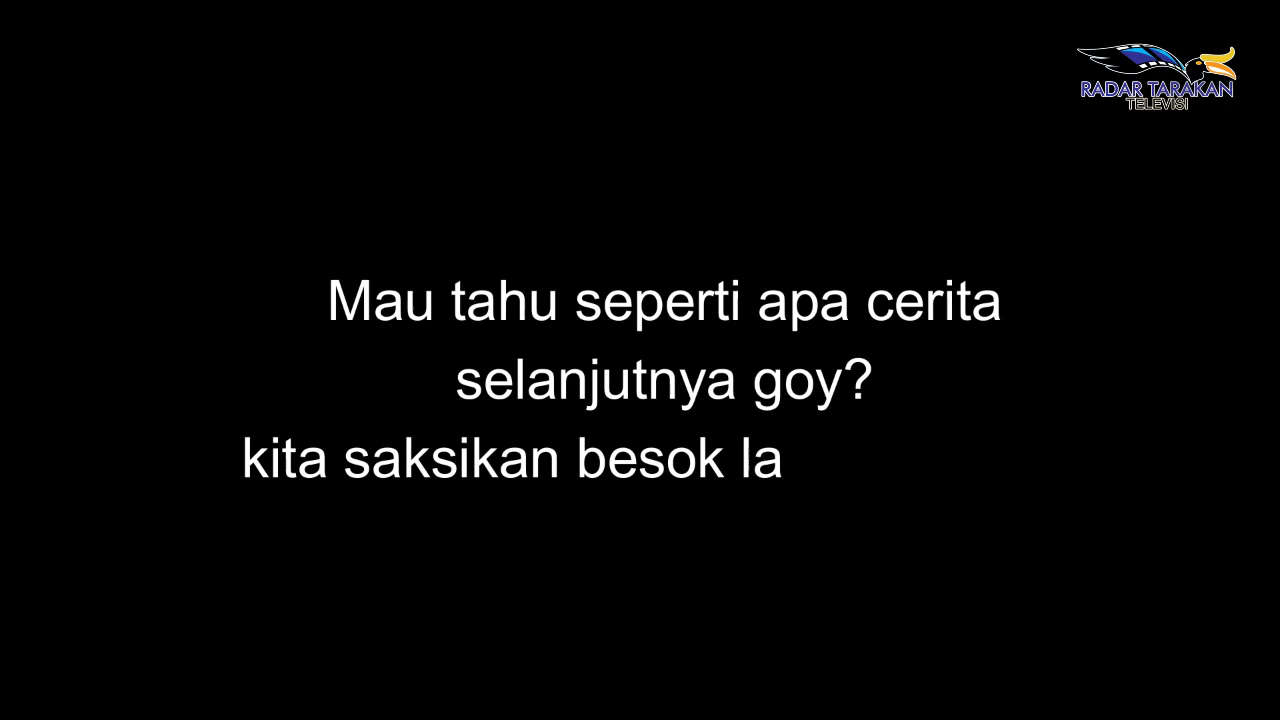 RADAR TARAKAN
TELEVISI
Mau tahu seperti apa cerita
selanjutnya goy?
kita saksikan besok la